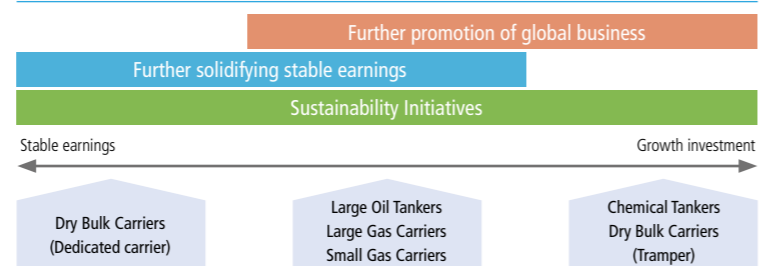 Further promotion of global business
Further solidifying stable earnings
Sustainability Initiatives
Stable earnings
Growth investment
Dry Bulk Carriers
(Dedicated carrier)
Large Oil Tankers
Large Gas Carriers
Small Gas Carriers
Chemical Tankers
Dry Bulk Carriers
(Tramper)